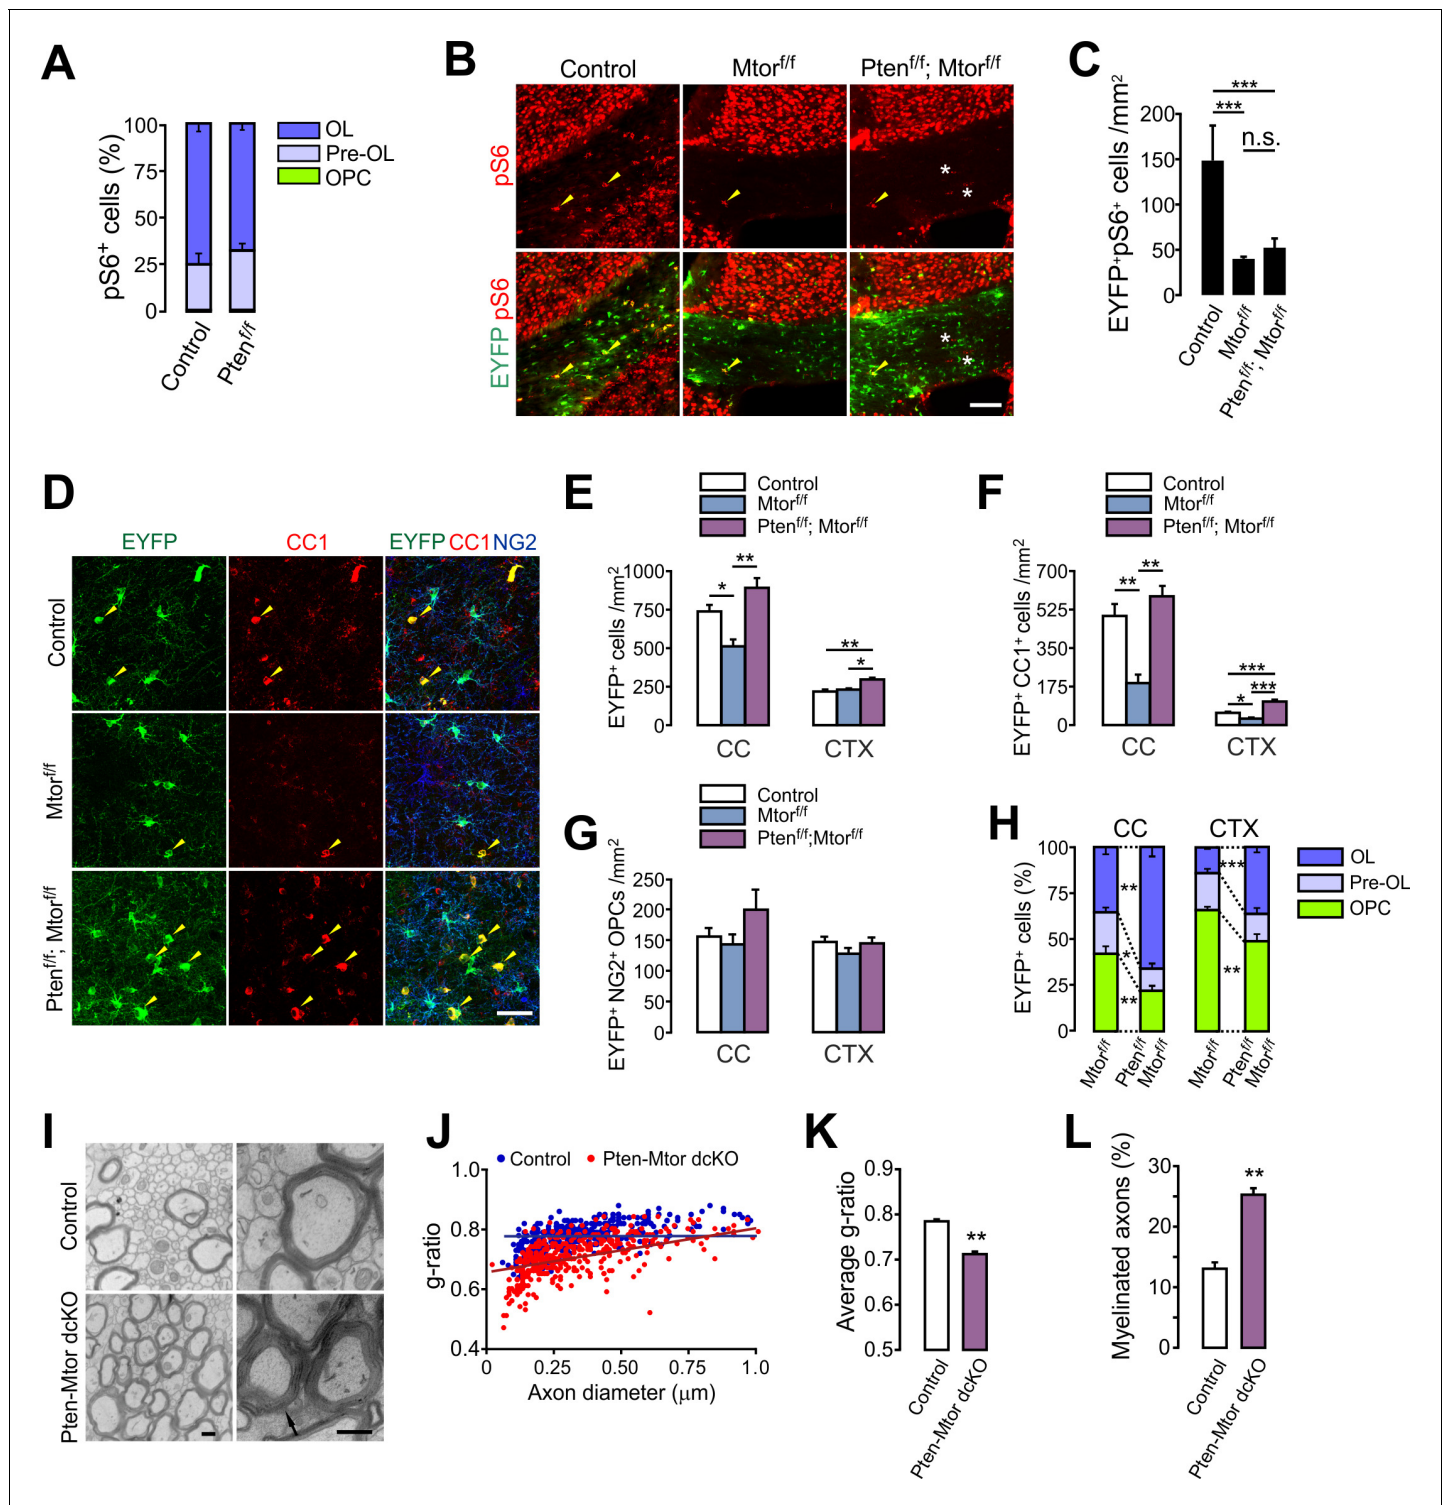 A
100
75
50
25
0
pS6+ cells (%)
Control
Pten f/f
OL
Pre-OL
OPC
B
Control
Mtor f/f
Pten f/f; Mtor f/f
pS6
EYFP pS6
*
*
*
*
C
***
***
n.s.
200
150
100
50
0
EYFP+pS6+ cells /mm2
Control
Mtor f/f
Pten f/f; Mtor f/f
D
EYFP
CC1
EYFP CC1 NG2
Control
Mtor f/f
Pten f/f; Mtor f/f
E
Control
Mtor f/f
Pten f/f; Mtor f/f
1000
750
500
250
0
EYFP+ cells /mm2
*
**
**
*
CC
CTX
F
Control
Mtor f/f
Pten f/f; Mtor f/f
700
525
350
175
0
EYFP+ CC1+ cells /mm2
**
**
***
*
***
CC
CTX
G
Control
Mtor f/f
Pten f/f;Mtor f/f
250
200
150
100
50
0
EYFP+ NG2+ OPCs /mm2
CC
CTX
H
CC
CTX
100
75
50
25
0
EYFP+ cells (%)
**
*
**
***
**
Mtor f/f
Pten f/f
Mtor f/f
Mtor f/f
Pten f/f
Mtor f/f
OL
Pre-OL
OPC
I
Control
Pten-Mtor dcKO
J
Control
Pten-Mtor dcKO
1.0
0.8
0.6
0.4
g-ratio
0
0.25
0.50
0.75
1.0
Axon diameter (μm)
K
0.9
0.8
0.7
0.6
0.5
Average g-ratio
**
Control
Pten-Mtor dcKO
L
30
20
10
0
Myelinated axons (%)
**
Control
Pten-Mtor dcKO